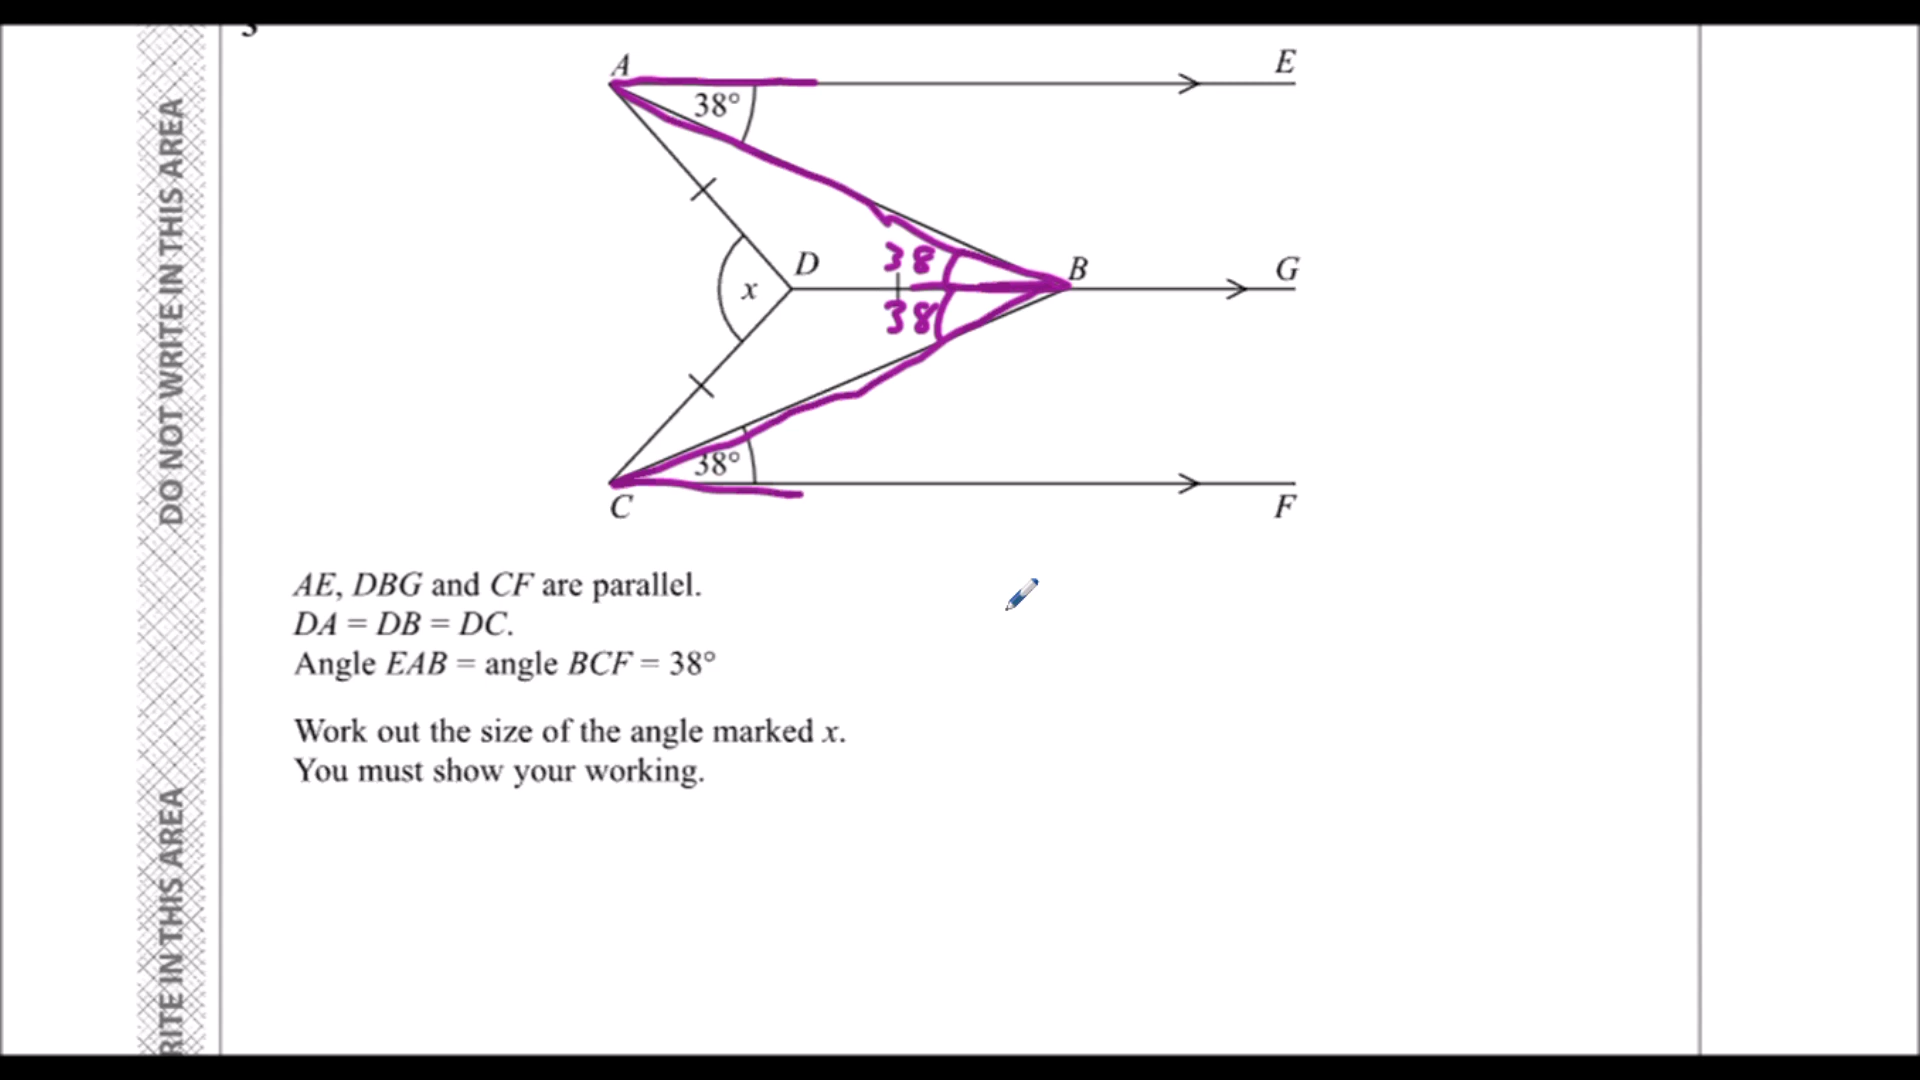 3
A
E
38°
D
38
B
G
x
38
38°
C
F
AE, DBG and CF are parallel.
DA = DB = DC.
Angle EAB = angle BCF = 38°
Work out the size of the angle marked x.
You must show your working.
DO NOT WRITE IN THIS AREA
RITE IN THIS AREA